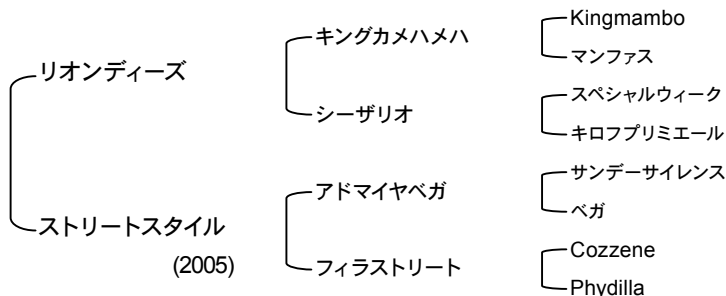 リオンディーズ
キングカメハメハ
Kingmambo
マンファス
シーザリオ
スペシャルウィーク
キロフプリミエール
ストリートスタイル
(2005)
アドマイヤベガ
サンデーサイレンス
ベガ
フィラストリート
Cozzene
Phydilla